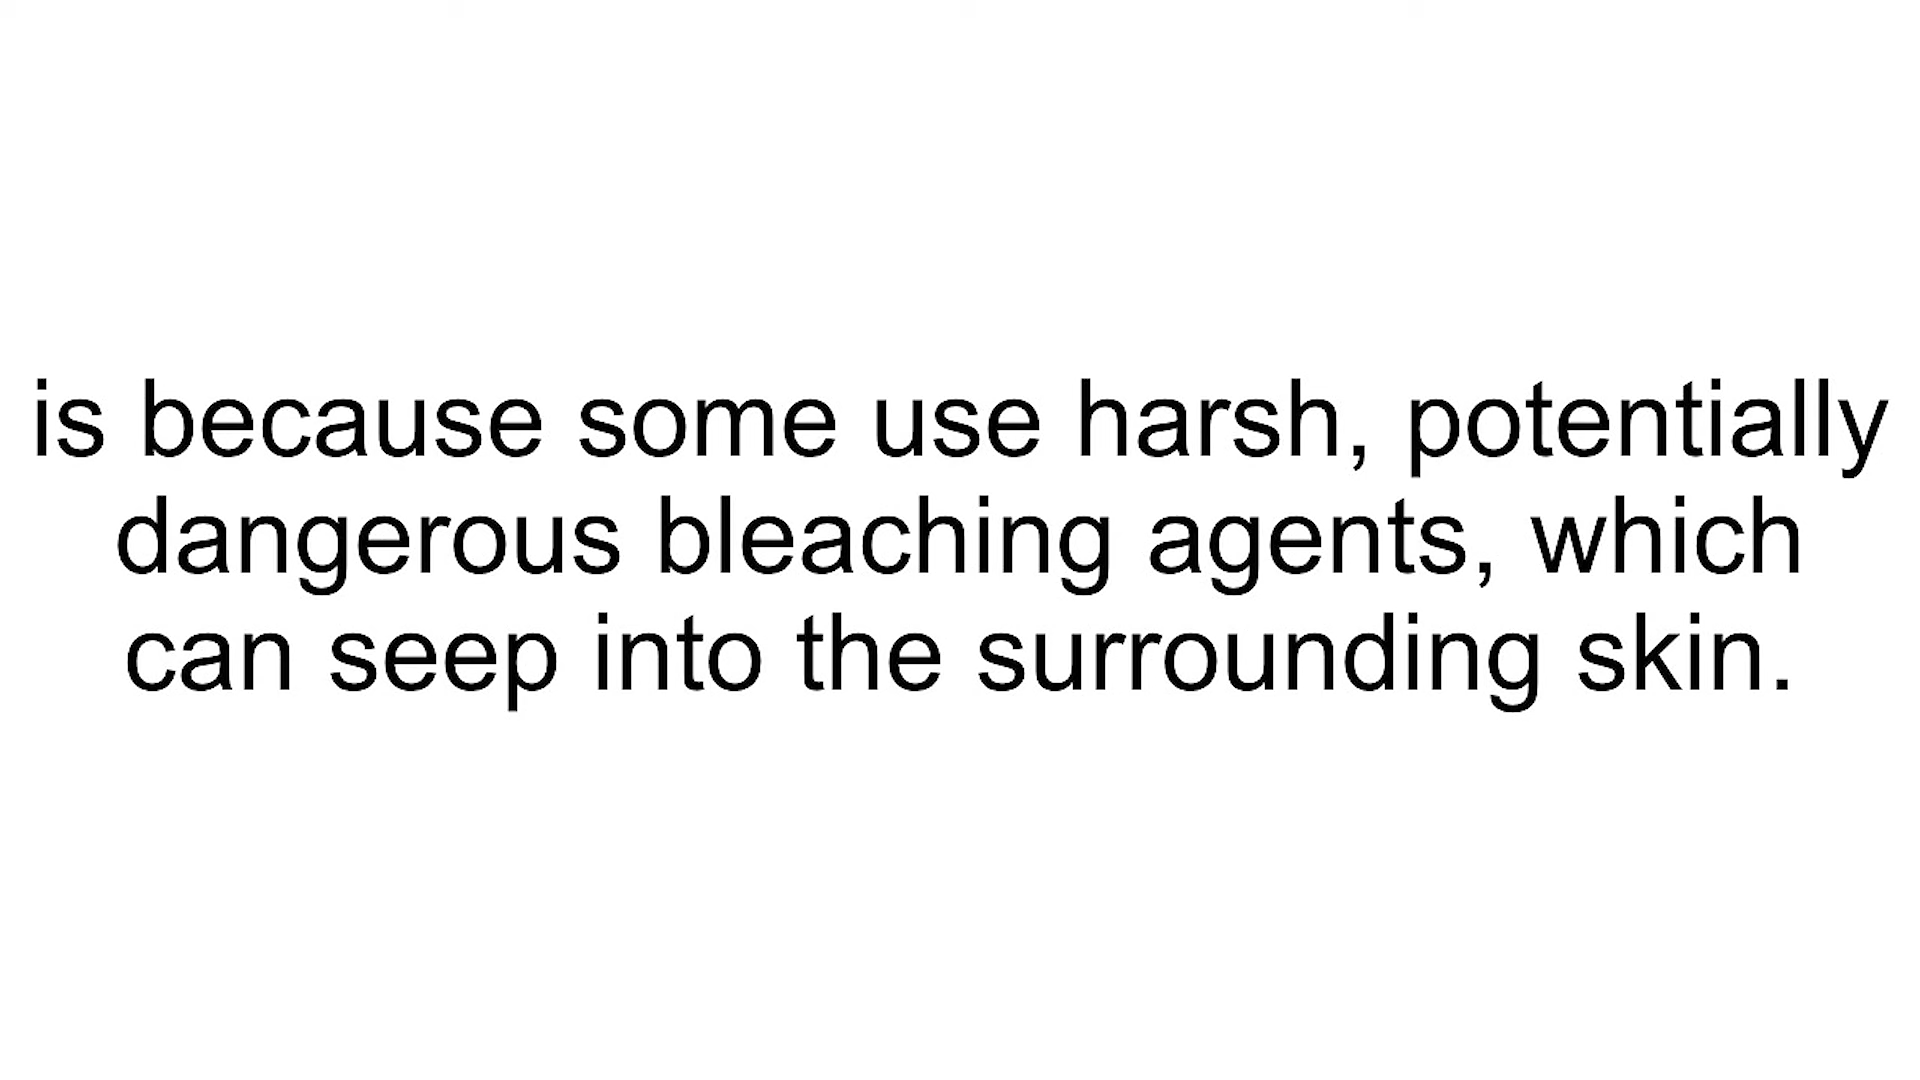 is because some use harsh, potentially
dangerous bleaching agents, which
can seep into the surrounding skin.